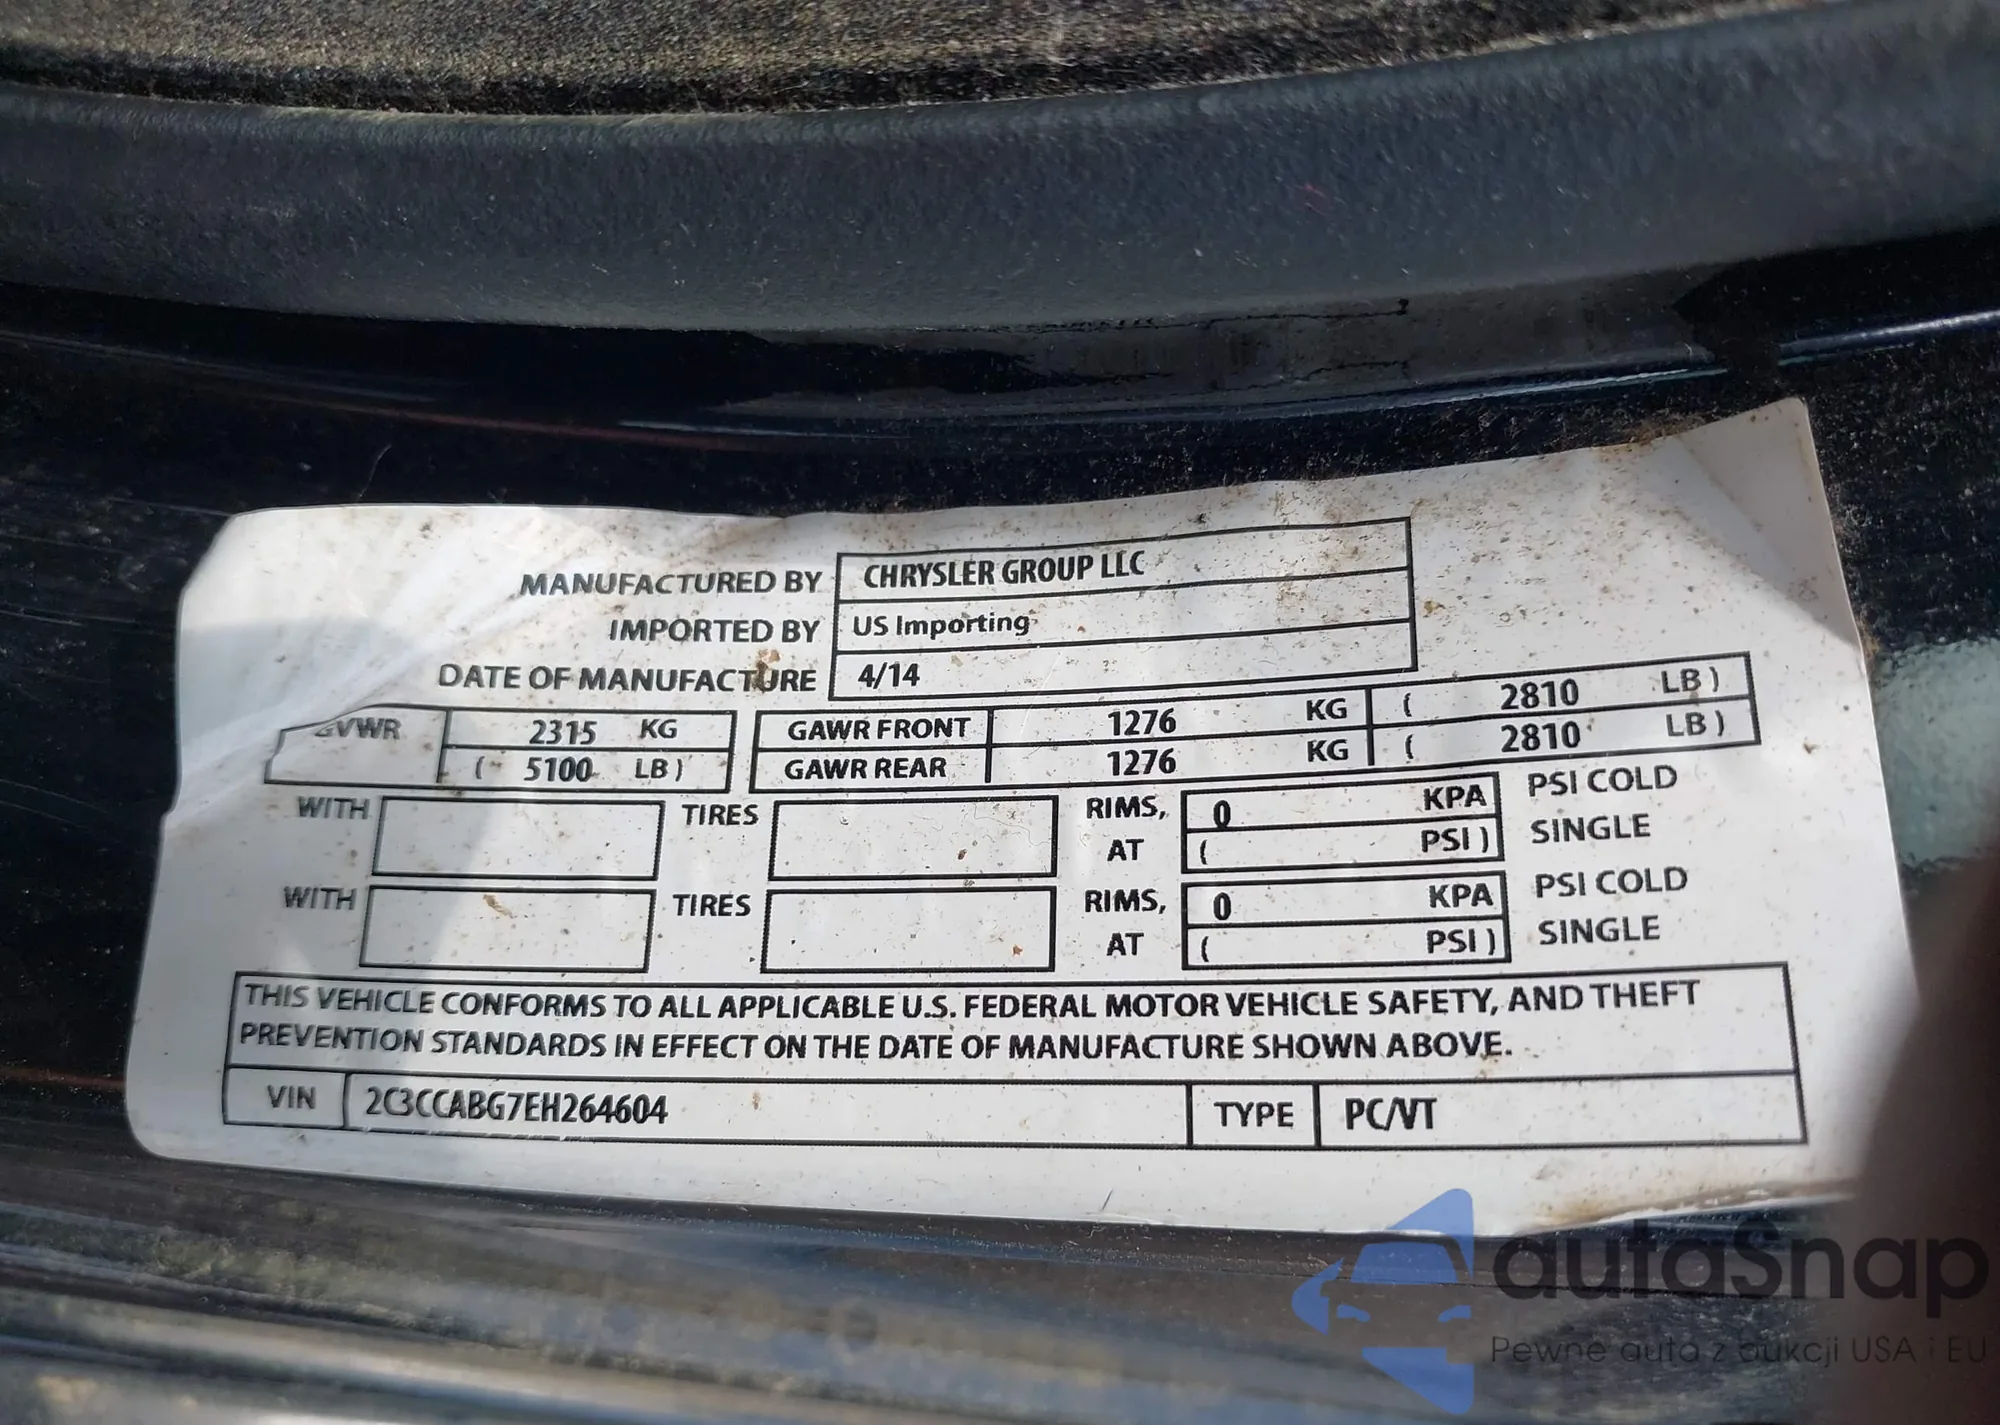 MANUFACTURED BY CHRYSLER GROUP LLC
IMPORTED BY US Importing
DATE OF MANUFACTURE 4/14
GVWR 2315 KG GAWR FRONT 1276 KG ( 2810 LB )
( 5100 LB ) GAWR REAR 1276 KG ( 2810 LB )
WITH TIRES RIMS, 0 KPA PSI COLD
AT ( PSI ) SINGLE
WITH TIRES RIMS, 0 KPA PSI COLD
AT ( PSI ) SINGLE
THIS VEHICLE CONFORMS TO ALL APPLICABLE U.S. FEDERAL MOTOR VEHICLE SAFETY, AND THEFT
PREVENTION STANDARDS IN EFFECT ON THE DATE OF MANUFACTURE SHOWN ABOVE.
VIN 2C3CCABG7EH264604 TYPE PC/VT
autaSnap
Pewne auta z aukcji USA i EU